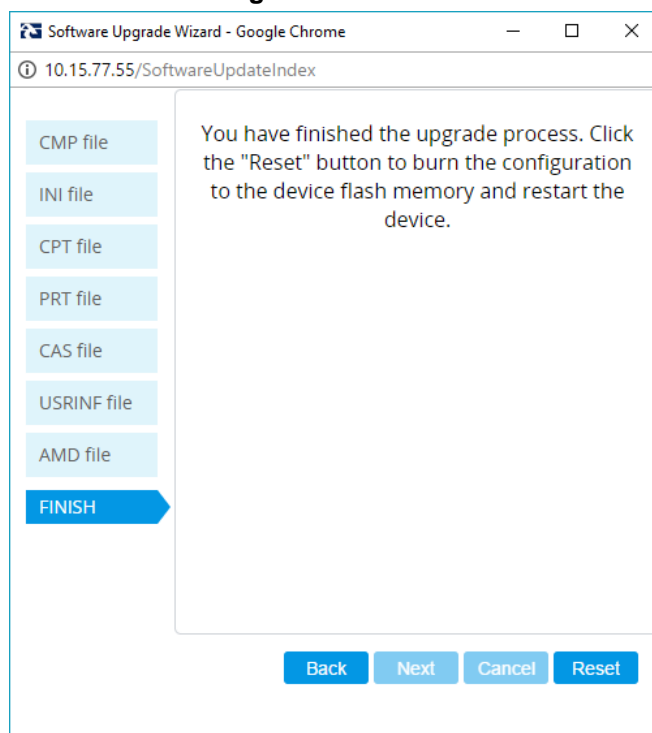 Software Upgrade Wizard - Google Chrome
10.15.77.55/SoftwareUpdateIndex
CMP file
INI file
CPT file
PRT file
CAS file
USRINF file
AMD file
FINISH
You have finished the upgrade process. Click
the "Reset" button to burn the configuration
to the device flash memory and restart the
device.
Back Next Cancel Reset